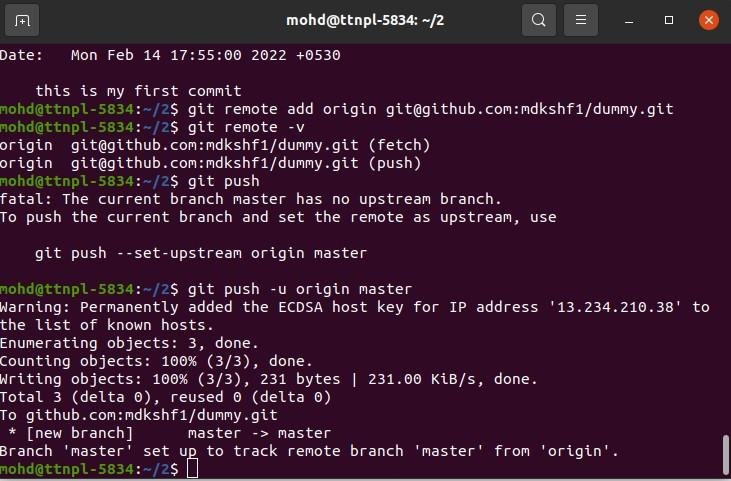 mohd@ttnpl-5834: ~/2
Date:   Mon Feb 14 17:55:00 2022 +0530
    this is my first commit
mohd@ttnpl-5834:~/2$ git remote add origin git@github.com:mdkshf1/dummy.git
mohd@ttnpl-5834:~/2$ git remote -v
origin  git@github.com:mdkshf1/dummy.git (fetch)
origin  git@github.com:mdkshf1/dummy.git (push)
mohd@ttnpl-5834:~/2$ git push
fatal: The current branch master has no upstream branch.
To push the current branch and set the remote as upstream, use
    git push --set-upstream origin master
mohd@ttnpl-5834:~/2$ git push -u origin master
Warning: Permanently added the ECDSA host key for IP address '13.234.210.38' to
the list of known hosts.
Enumerating objects: 3, done.
Counting objects: 100% (3/3), done.
Writing objects: 100% (3/3), 231 bytes | 231.00 KiB/s, done.
Total 3 (delta 0), reused 0 (delta 0)
To github.com:mdkshf1/dummy.git
 * [new branch]      master -> master
Branch 'master' set up to track remote branch 'master' from 'origin'.
mohd@ttnpl-5834:~/2$